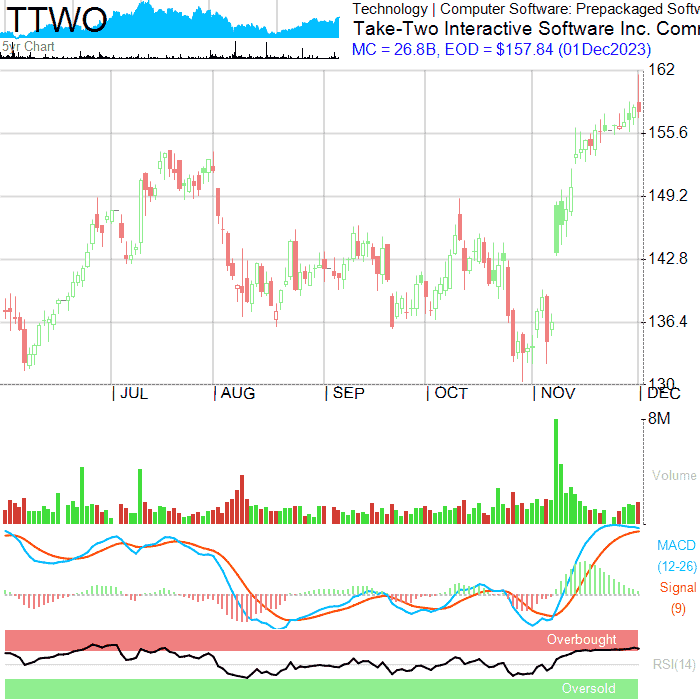 TTWO
Technology | Computer Software: Prepackaged Softw
Take-Two Interactive Software Inc. Comm
MC = 26.8B, EOD = $157.84 (01Dec2023)
5yr Chart
162
155.6
149.2
142.8
136.4
130
| JUL | AUG | SEP | OCT | NOV | DEC
8M
Volume
MACD
(12-26)
Signal
(9)
Overbought
RSI(14)
Oversold